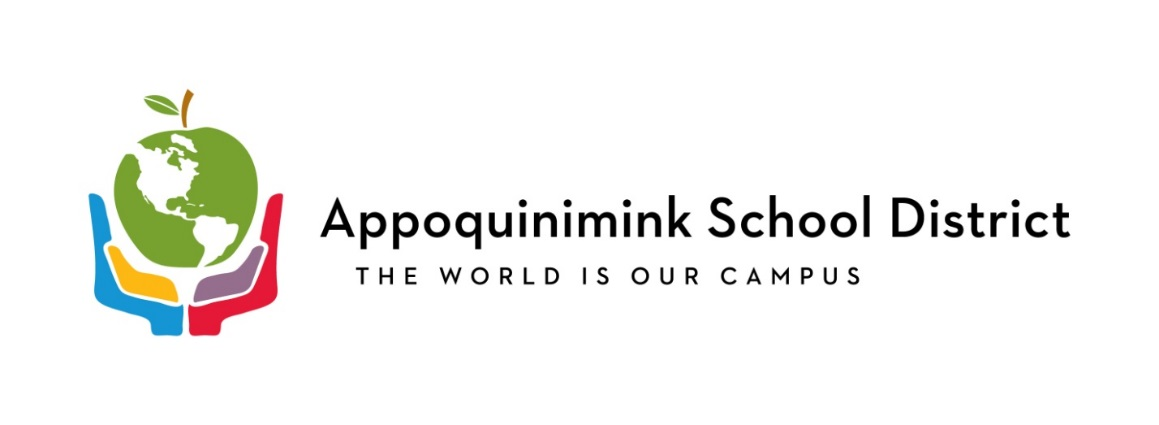 Appoquinimink School District
THE WORLD IS OUR CAMPUS